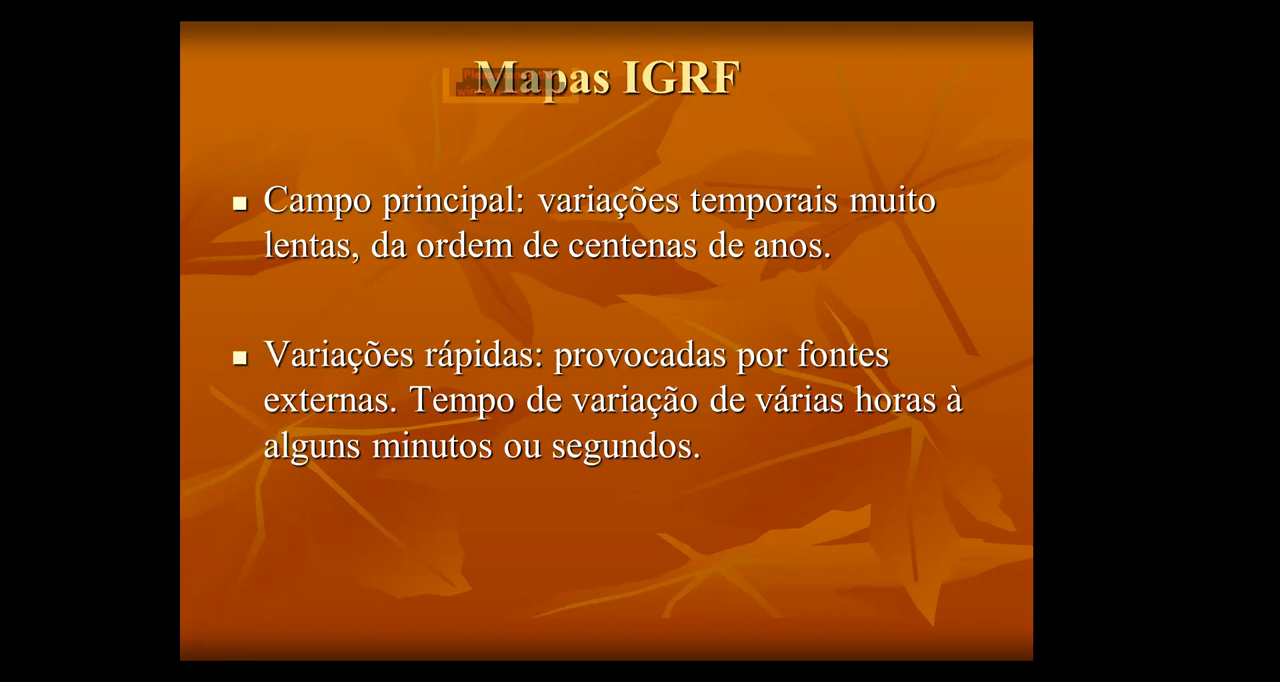 Mapas IGRF
Campo principal: variações temporais muito
lentas, da ordem de centenas de anos.
Variações rápidas: provocadas por fontes
externas. Tempo de variação de várias horas à
alguns minutos ou segundos.